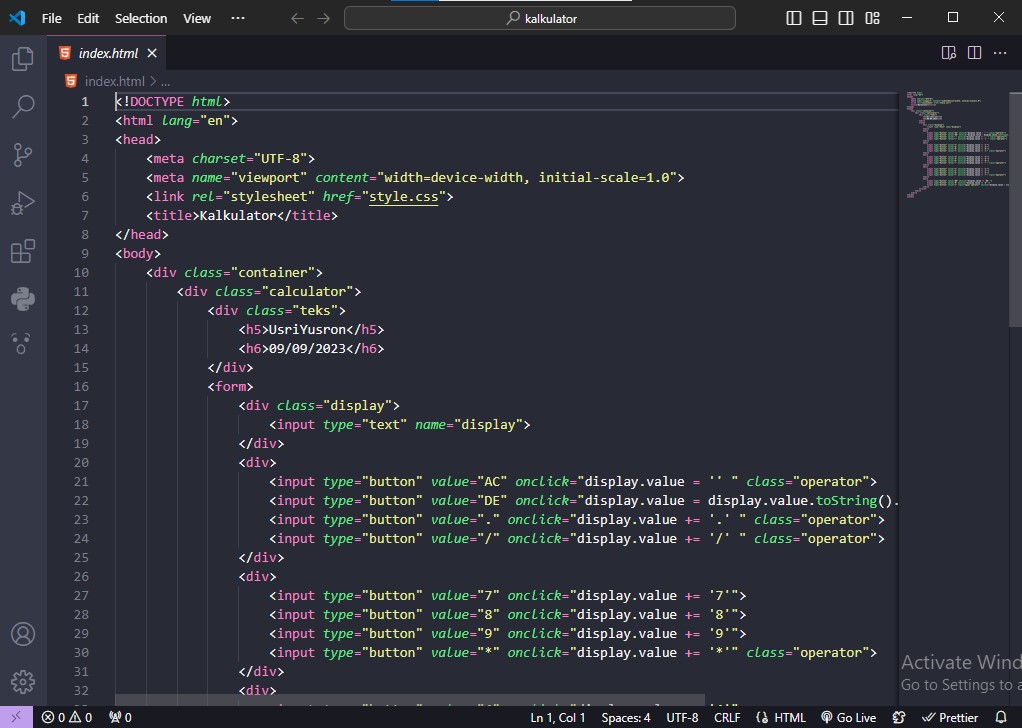 File Edit Selection View ··· kalkulator
index.html
index.html > ...
1 <!DOCTYPE html>
2 <html lang="en">
3 <head>
4 <meta charset="UTF-8">
5 <meta name="viewport" content="width=device-width, initial-scale=1.0">
6 <link rel="stylesheet" href="style.css">
7 <title>Kalkulator</title>
8 </head>
9 <body>
10 <div class="container">
11 <div class="calculator">
12 <div class="teks">
13 <h5>UsriYusron</h5>
14 <h6>09/09/2023</h6>
15 </div>
16 <form>
17 <div class="display">
18 <input type="text" name="display">
19 </div>
20 <div>
21 <input type="button" value="AC" onclick="display.value = '' " class="operator">
22 <input type="button" value="DE" onclick="display.value = display.value.toString().
23 <input type="button" value="." onclick="display.value += '.' " class="operator">
24 <input type="button" value="/" onclick="display.value += '/' " class="operator">
25 </div>
26 <div>
27 <input type="button" value="7" onclick="display.value += '7'">
28 <input type="button" value="8" onclick="display.value += '8'">
29 <input type="button" value="9" onclick="display.value += '9'">
30 <input type="button" value="*" onclick="display.value += '*'" class="operator">
31 </div>
32 <div>
Activate Wind
Go to Settings to a
0 0 0 Ln 1, Col 1 Spaces: 4 UTF-8 CRLF HTML Go Live Prettier